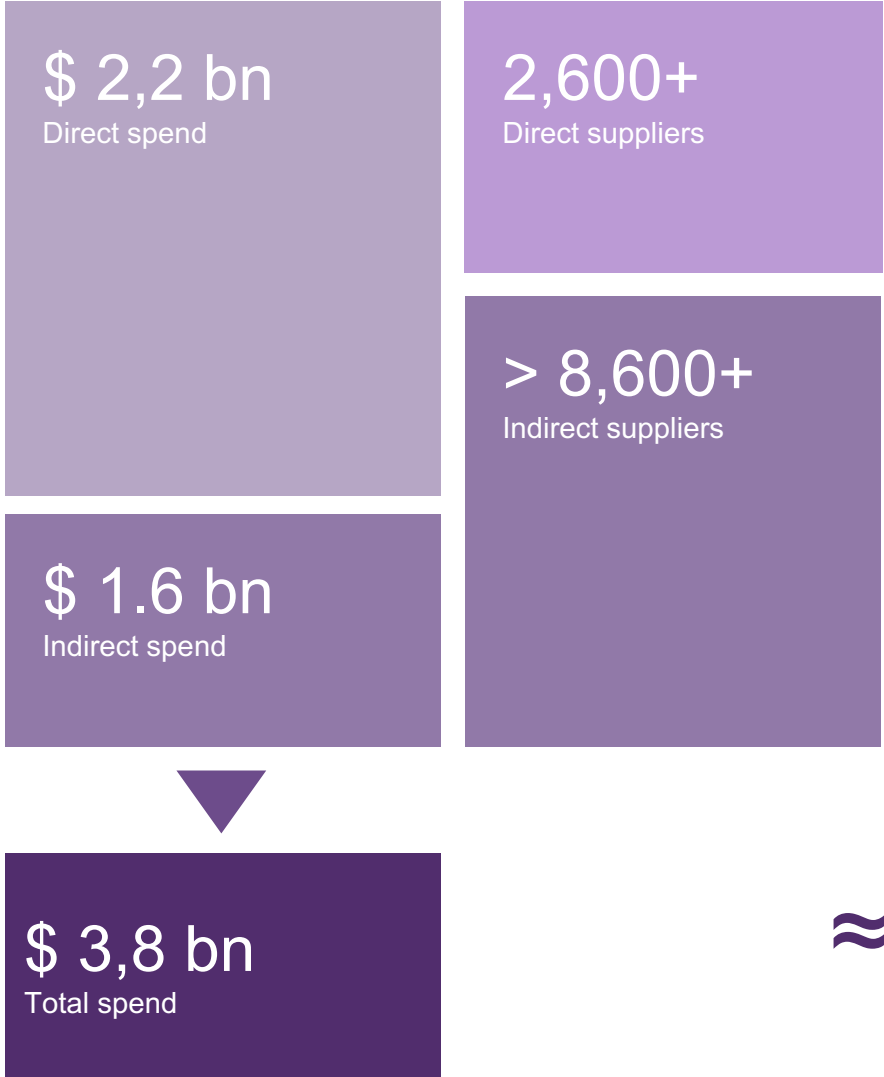 $ 2,2 bn
Direct spend
2,600+
Direct suppliers
> 8,600+
Indirect suppliers
$ 1.6 bn
Indirect spend
$ 3,8 bn
Total spend
≈